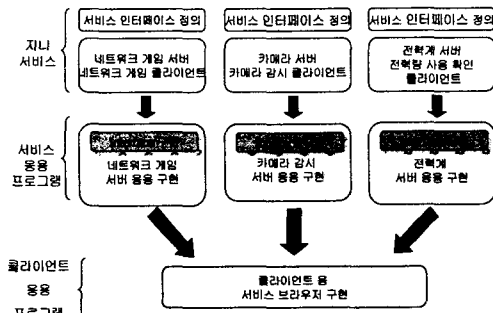 서비스 인터페이스 정의
서비스 인터페이스 정의
서비스 인터페이스 정의
지니
서비스
네트워크 게임 서버
네트워크 게임 클라이언트
카메라 서버
카메라 감시 클라이언트
전력계 서버
전력량 사용 확인
클라이언트
서비스
응용
프로그램
네트워크 게임
서버 응용 구현
카메라 감시
서버 응용 구현
전력계
서버 응용 구현
클라이언트
응용
프로그램
클라이언트 용
서비스 브라우저 구현